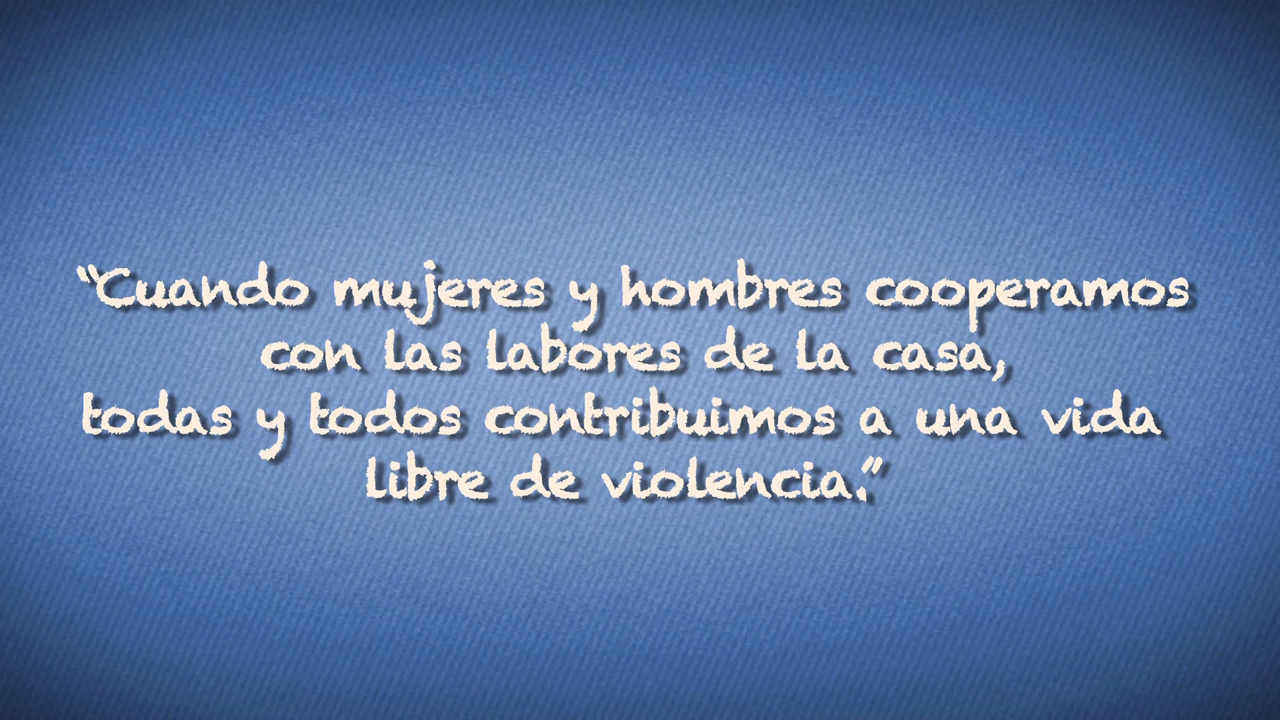 “Cuando mujeres y hombres cooperamos
con las labores de la casa,
todas y todos contribuimos a una vida
libre de violencia.”